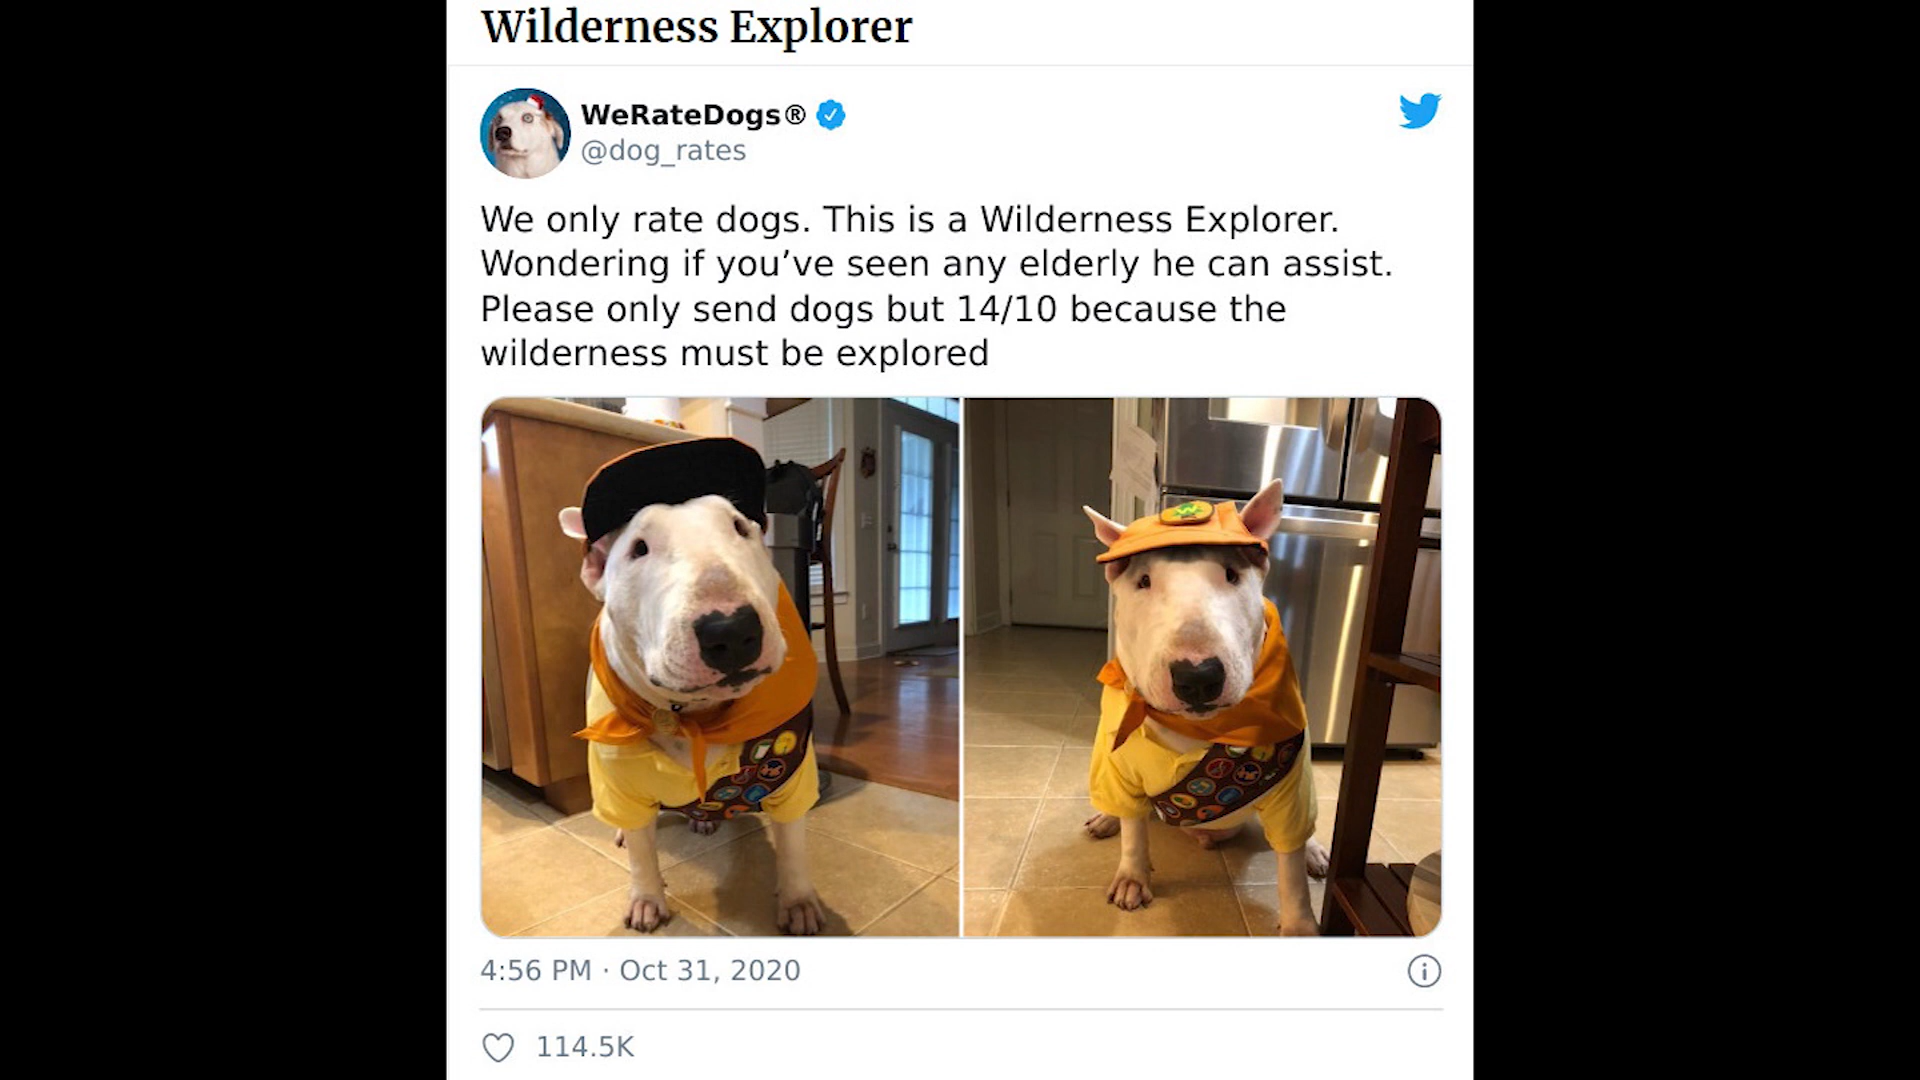 Wilderness Explorer
WeRateDogs®
@dog_rates
We only rate dogs. This is a Wilderness Explorer.
Wondering if you’ve seen any elderly he can assist.
Please only send dogs but 14/10 because the
wilderness must be explored
W
4:56 PM · Oct 31, 2020
114.5K